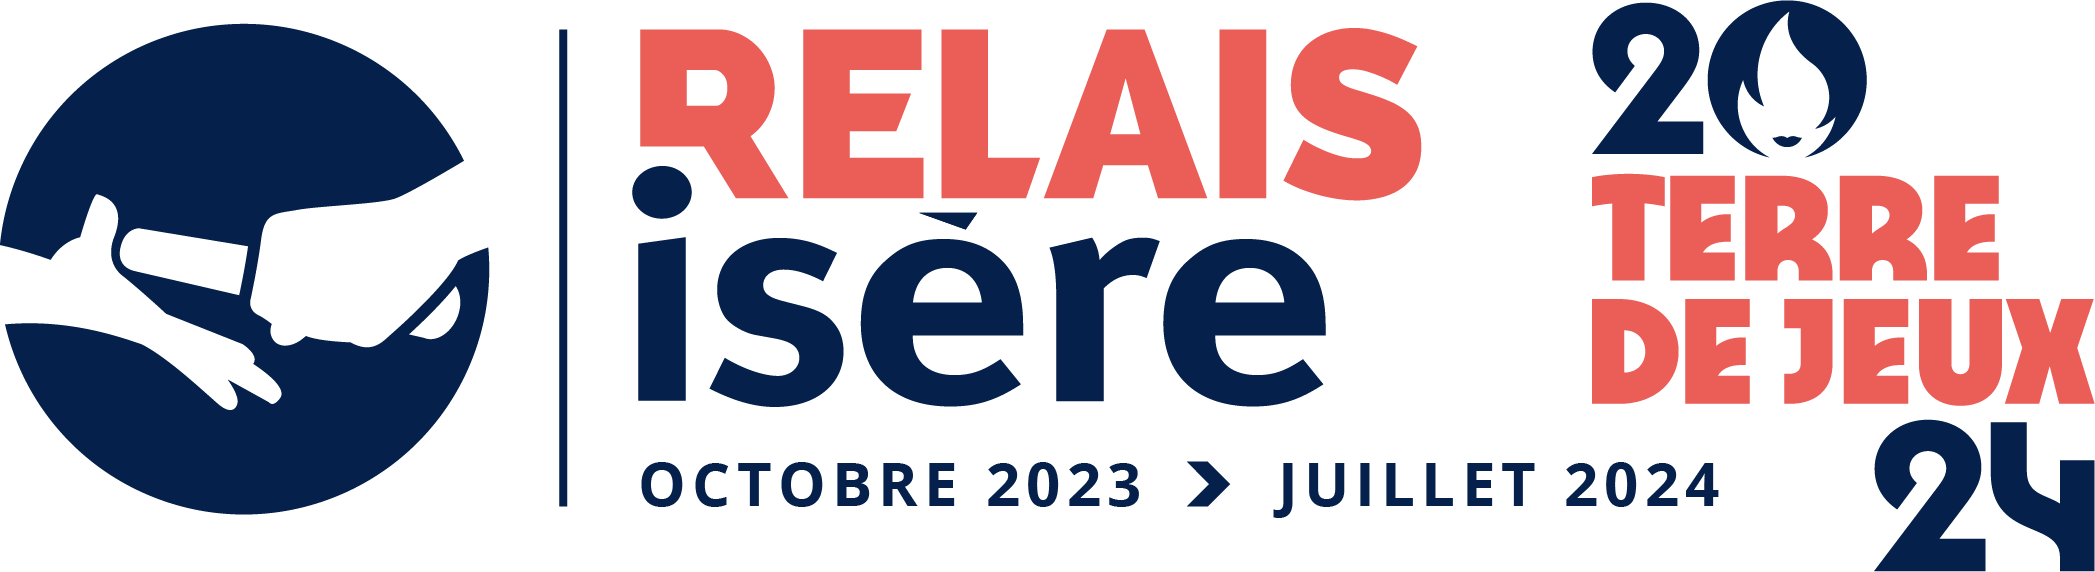 RELAIS
isère
OCTOBRE 2023 > JUILLET 2024
20
TERRE
DE JEUX
24